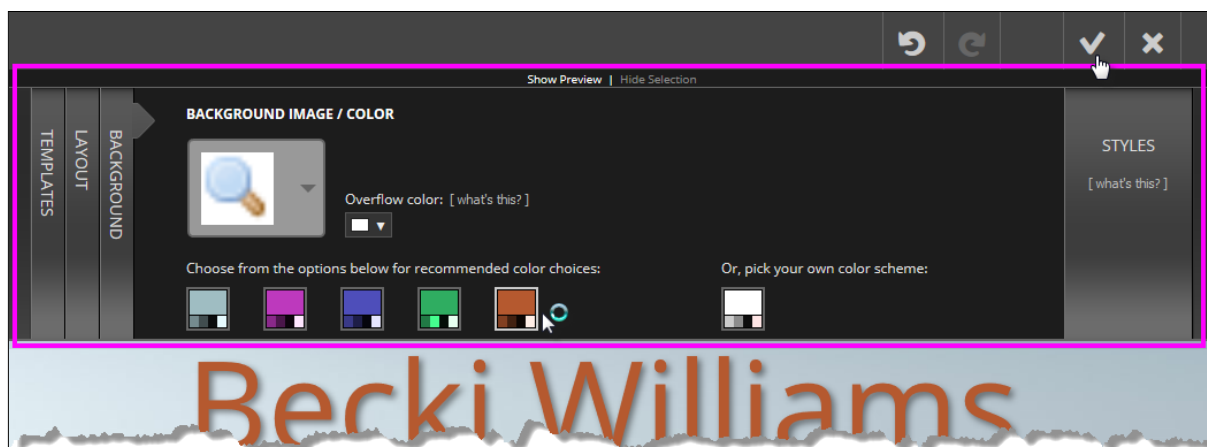 Show Preview | Hide Selection
TEMPLATES
LAYOUT
BACKGROUND
BACKGROUND IMAGE / COLOR
Overflow color: [ what's this? ]
Choose from the options below for recommended color choices:
Or, pick your own color scheme:
STYLES
[ what's this? ]
Becki Williams